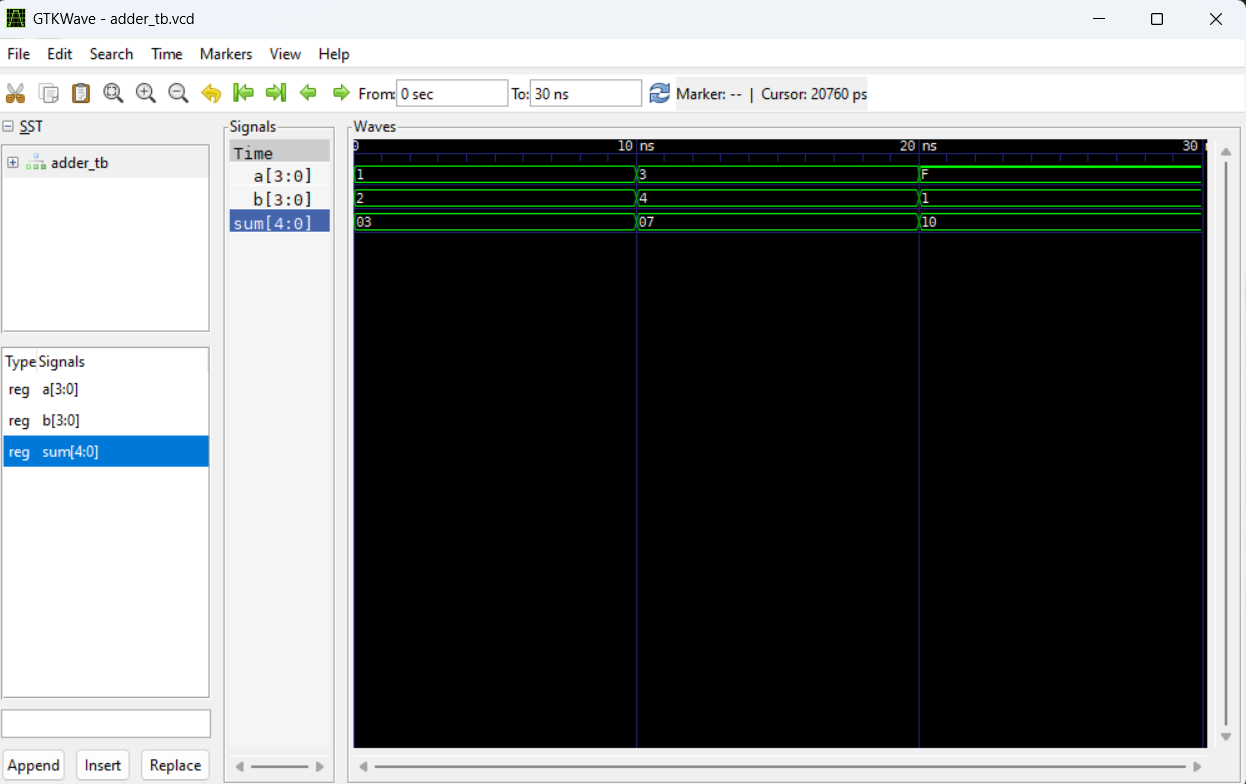 GTKWave - adder_tb.vcd
File Edit Search Time Markers View Help
From: 0 sec To: 30 ns Marker: -- | Cursor: 20760 ps
SST
adder_tb
Type Signals
reg a[3:0]
reg b[3:0]
reg sum[4:0]
Append Insert Replace
Signals
Time
a[3:0]
b[3:0]
sum[4:0]
Waves
0 10 ns 20 ns 30
1 3 F
2 4 1
03 07 10